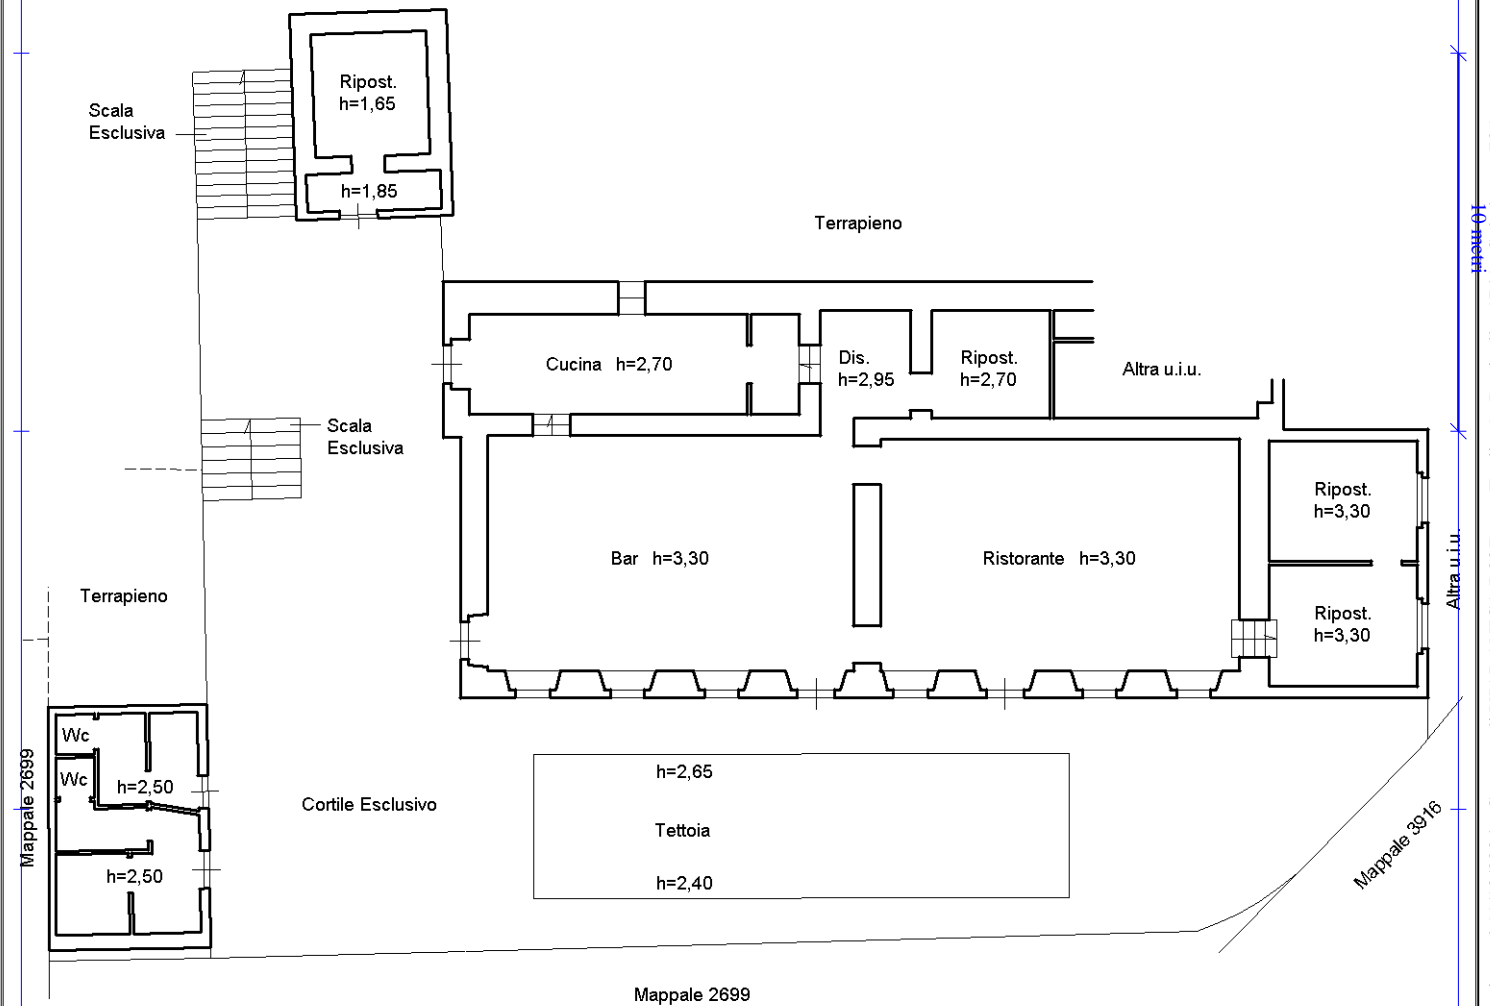 Ripost.
h=1,65
Scala
Esclusiva
h=1,85
Terrapieno
10 metri
Cucina h=2,70
Dis.
h=2,95
Ripost.
h=2,70
Altra u.i.u.
Scala
Esclusiva
Ripost.
h=3,30
Bar h=3,30
Ristorante h=3,30
Altra u.i.u.
Terrapieno
Ripost.
h=3,30
Wc
Wc
h=2,50
Mappale 2699
h=2,50
Cortile Esclusivo
h=2,65
Tettoia
h=2,40
Mappale 3916
Mappale 2699